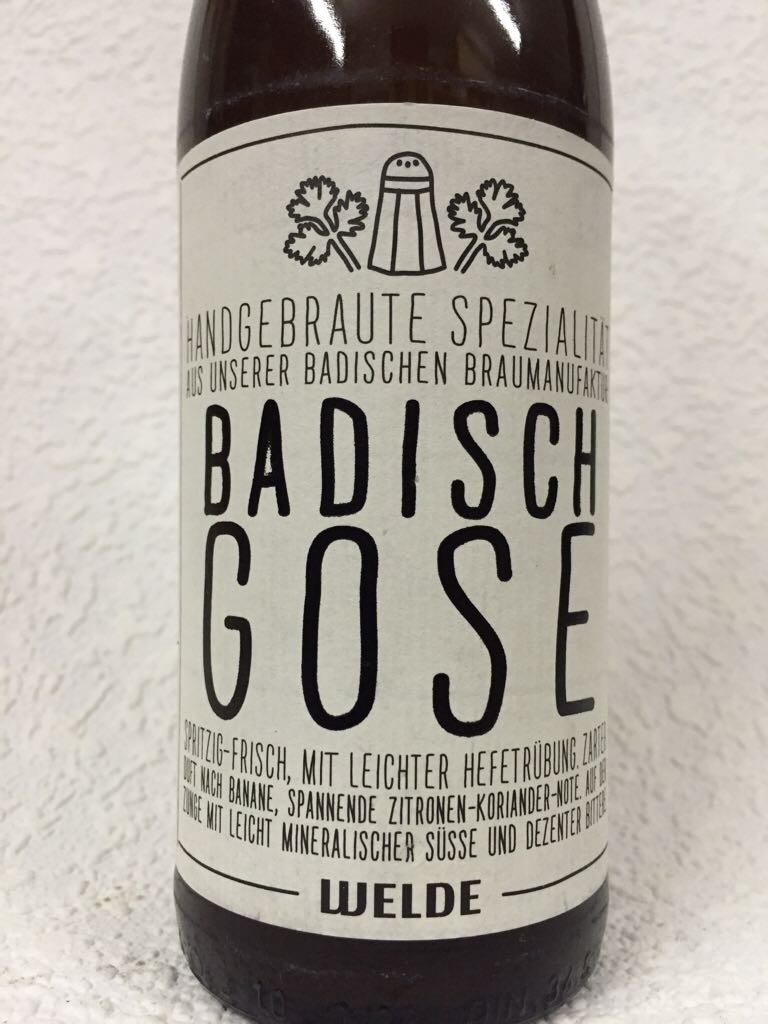 HANDGEBRAUTE SPEZIALITÄT
AUS UNSERER BADISCHEN BRAUMANUFAKTUR
BADISCH
GOSE
SPRITZIG-FRISCH, MIT LEICHTER HEFETRÜBUNG. ZARTER
DUFT NACH BANANE, SPANNENDE ZITRONEN-KORIANDER-NOTE. AUF DER
ZUNGE MIT LEICHT MINERALISCHER SÜSSE UND DEZENTER BITTERE
WELDE